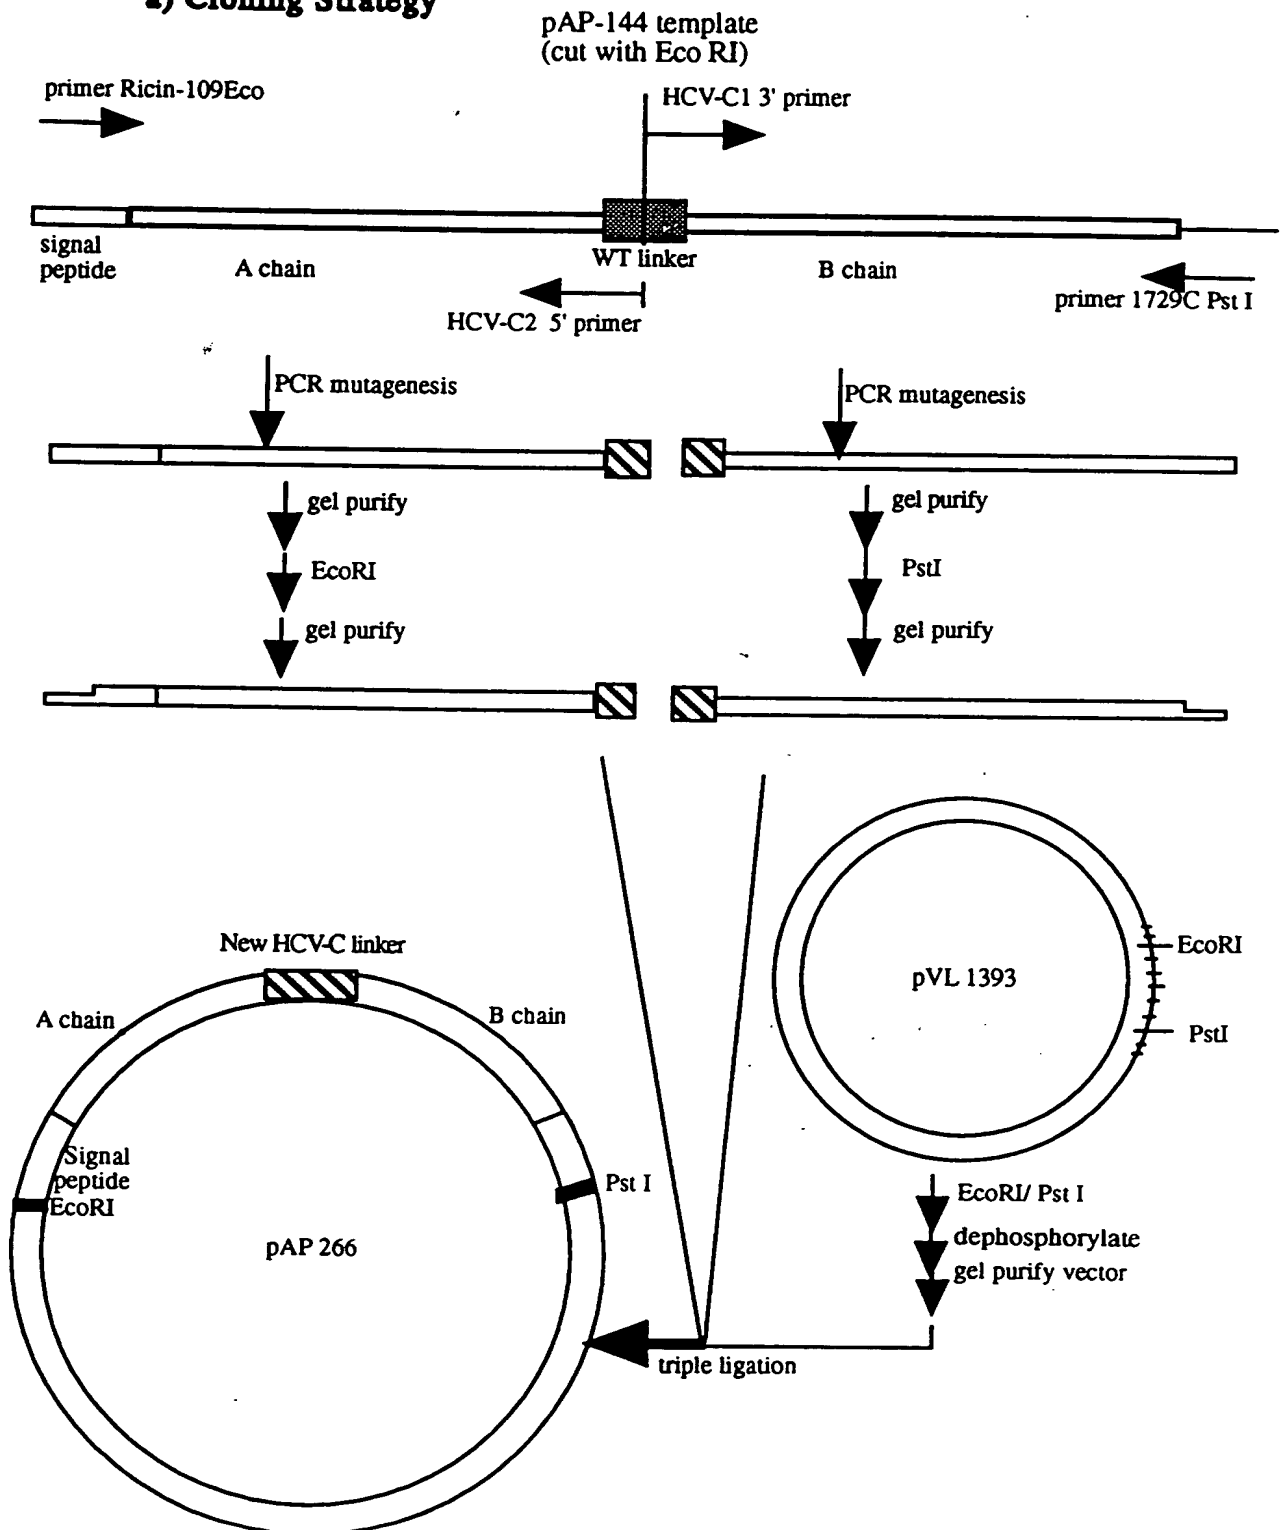 a) Cloning Strategy
pAP-144 template
(cut with Eco RI)
primer Ricin-109Eco
HCV-C1 3' primer
signal
peptide
A chain
WT linker
B chain
primer 1729C Pst I
HCV-C2 5' primer
PCR mutagenesis
PCR mutagenesis
gel purify
gel purify
EcoRI
PstI
gel purify
gel purify
New HCV-C linker
A chain
B chain
pVL 1393
EcoRI
PstI
Signal
peptide
EcoRI
Pst I
pAP 266
EcoRI/ Pst I
dephosphorylate
gel purify vector
triple ligation